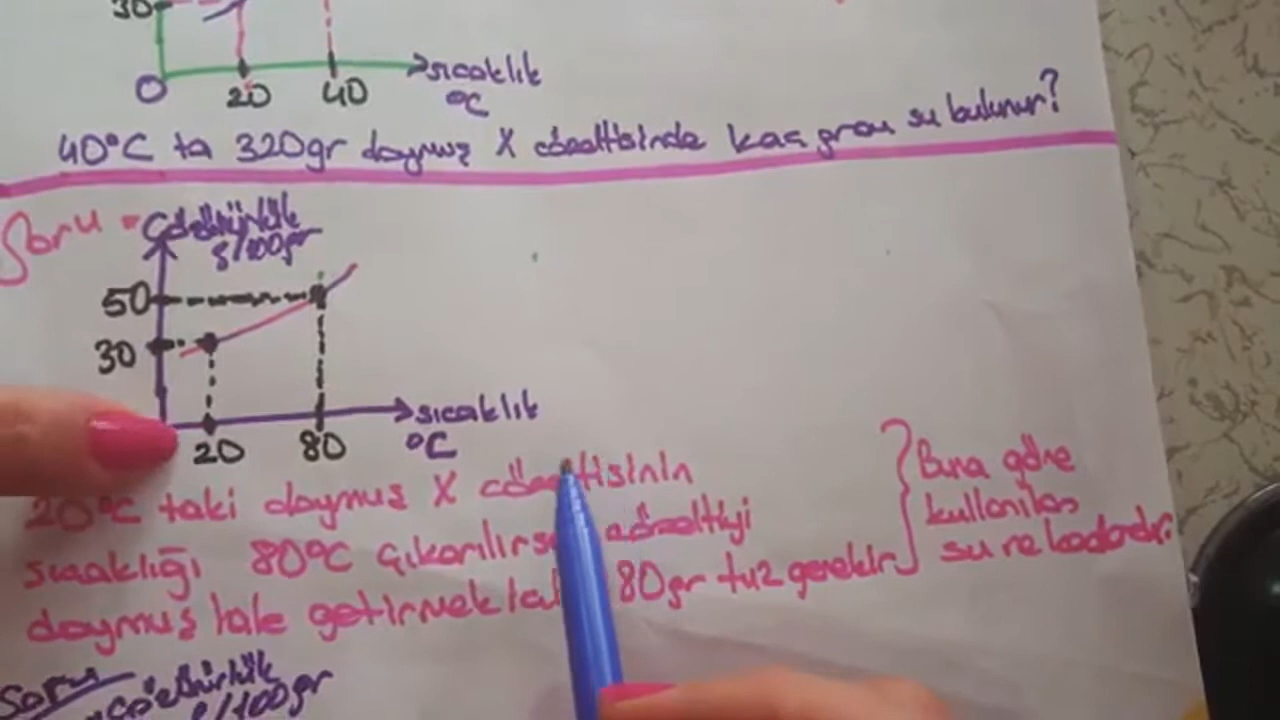 30
0 20 40 sıcaklık
°C
40°C ta 320gr doymuş X çözeltisinde kaç gram su bulunur?
Soru = Çözünürlük
g/100gr
50
30
20 80 sıcaklık
°C
20°C taki doymuş X çözeltisinin
sıcaklığı 80°C çıkarılırsa çözeltiyi
doymuş hale getirmek 80gr tuz gerekir.
Buna göre
kullanılan
su ne kadardır?
Soru
çözünürlük
g/100gr